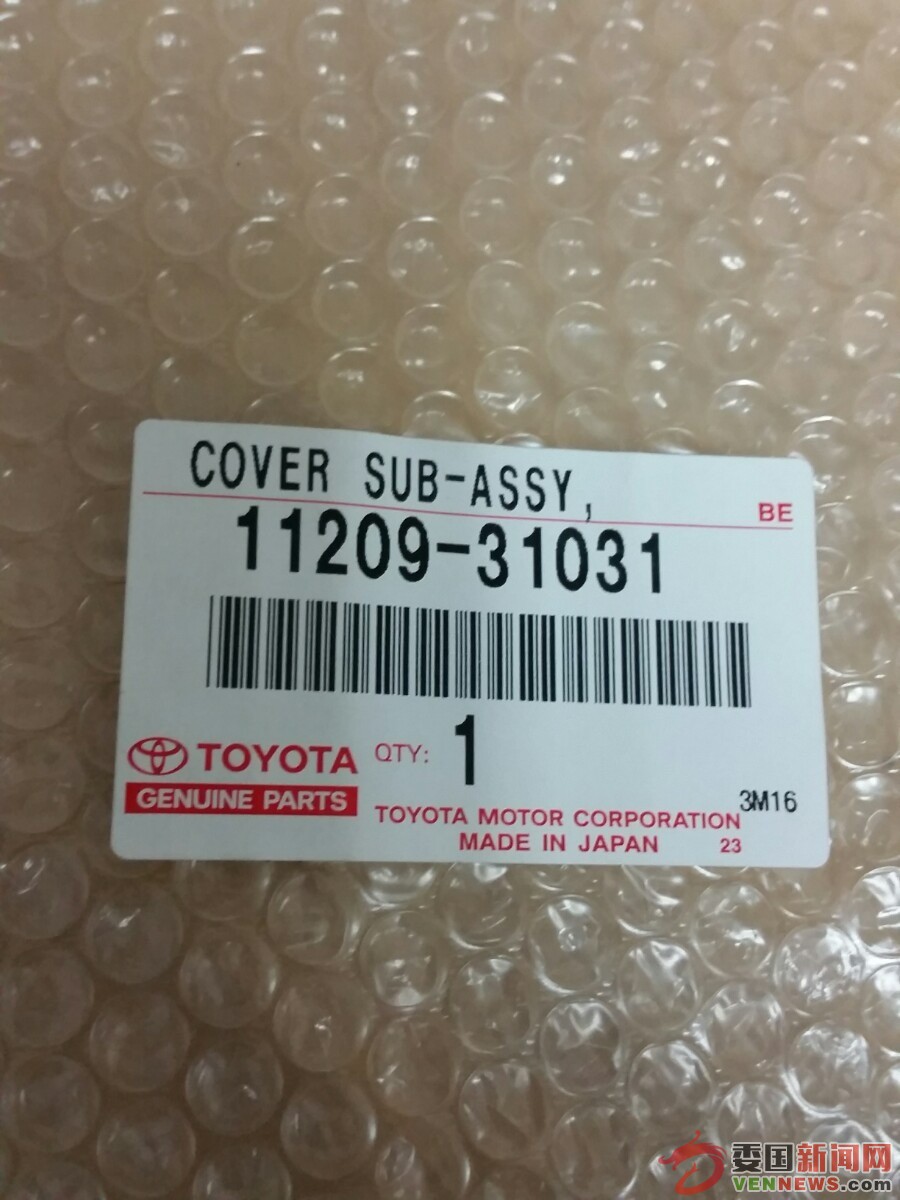 COVER SUB-ASSY,
BE
11209-31031
TOYOTA
QTY: 1
GENUINE PARTS
3M16
TOYOTA MOTOR CORPORATION
MADE IN JAPAN 23
委国新闻网
VENNEWS.com